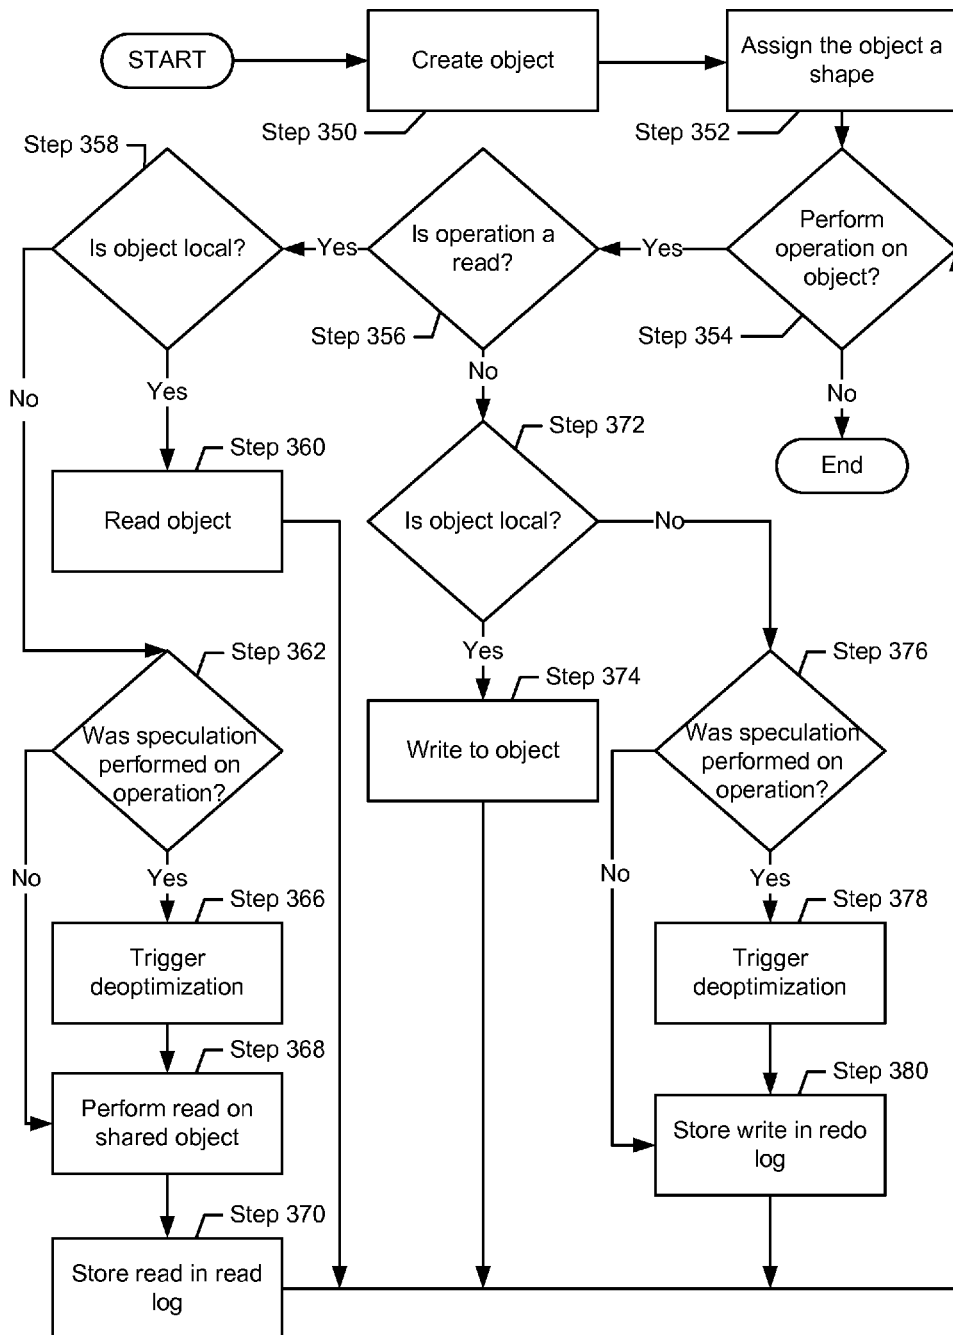 START
Create object
Assign the object a
shape
Step 350
Step 352
Step 358
Is object local?
Yes
Is operation a
read?
Yes
Perform
operation on
object?
Step 356
Step 354
No
Yes
No
No
Step 360
Read object
Step 372
Is object local?
No
End
Yes
Step 362
Was speculation
performed on
operation?
Step 374
Write to object
Step 376
Was speculation
performed on
operation?
No
Yes
No
Yes
Step 366
Trigger
deoptimization
Step 378
Trigger
deoptimization
Step 368
Perform read on
shared object
Step 380
Store write in redo
log
Step 370
Store read in read
log